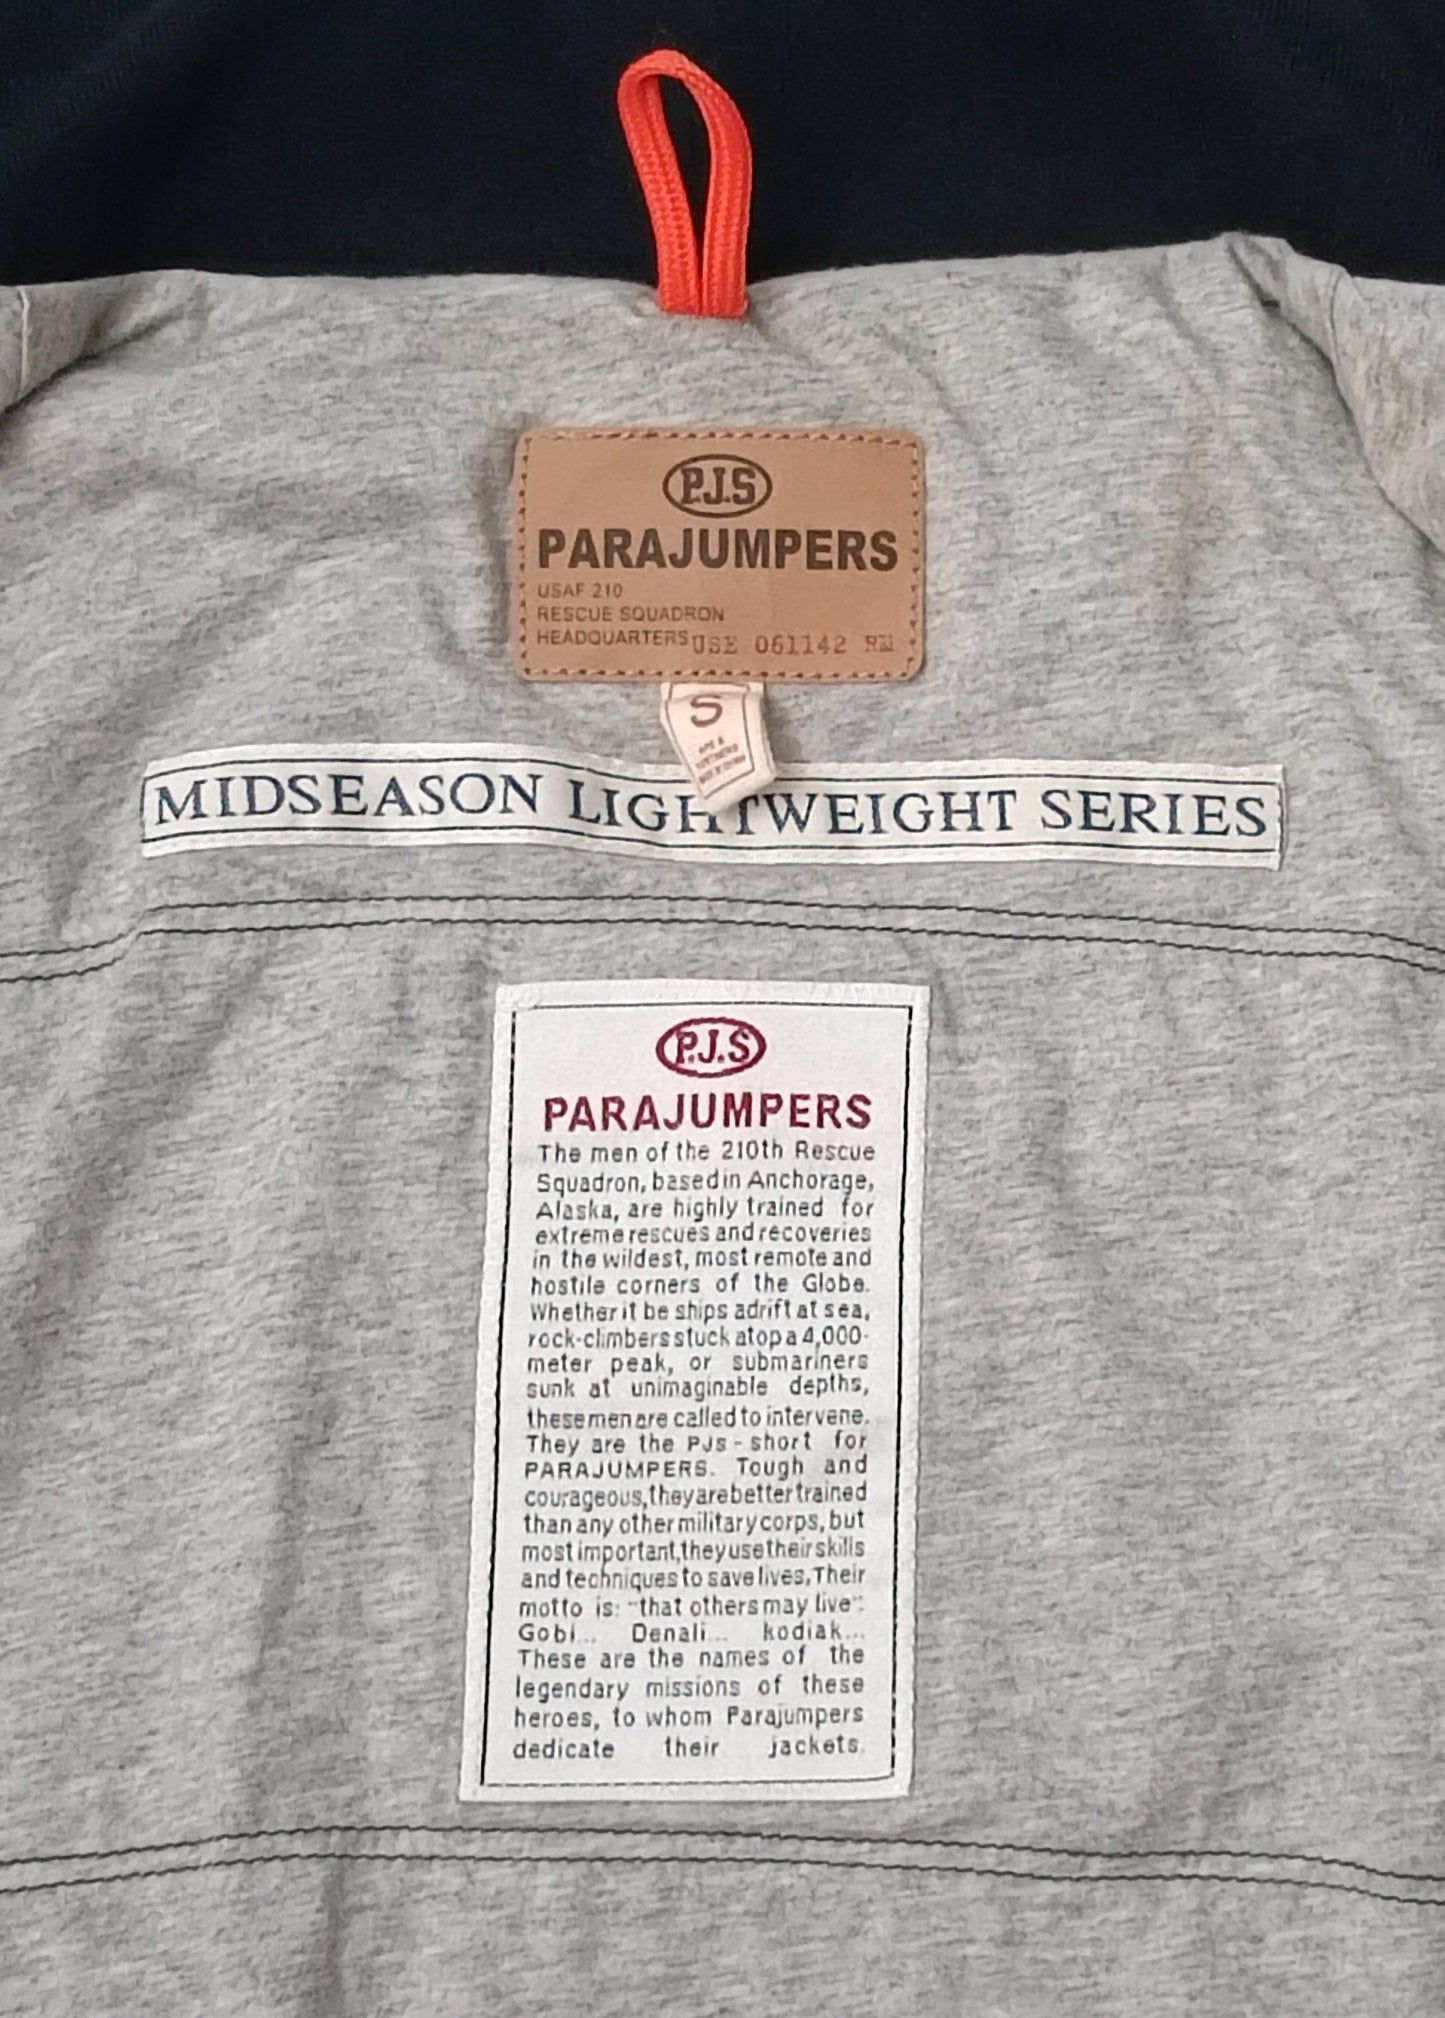 P.J.S
PARAJUMPERS
USAF 210
RESCUE SQUADRON
HEADQUARTERS USE 061142 RM
S
MIDSEASON LIGHTWEIGHT SERIES
P.J.S
PARAJUMPERS
The men of the 210th Rescue
Squadron, based in Anchorage,
Alaska, are highly trained for
extreme rescues and recoveries
in the wildest, most remote and
hostile corners of the Globe.
Whether it be ships adrift at sea,
rock-climbers stuck atop a 4,000-
meter peak, or submariners
sunk at unimaginable depths,
these men are called to intervene.
They are the PJs - short for
PARAJUMPERS. Tough and
courageous, they are better trained
than any other military corps, but
most important, they use their skills
and techniques to save lives. Their
motto is: "that others may live".
Gobi... Denali... kodiak...
These are the names of the
legendary missions of these
heroes, to whom Parajumpers
dedicate their jackets.